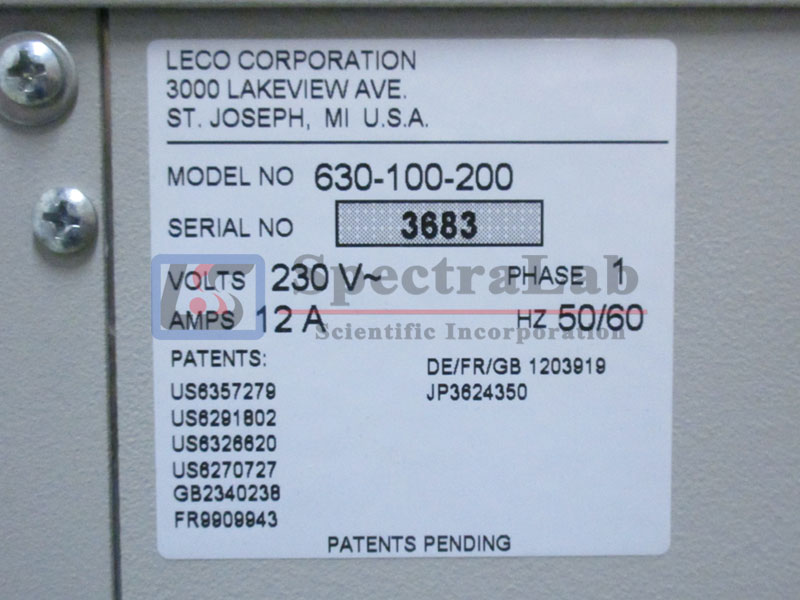 LECO CORPORATION
3000 LAKEVIEW AVE.
ST. JOSEPH, MI U.S.A.
MODEL NO 630-100-200
SERIAL NO 3683
VOLTS 230 V~ PHASE 1
AMPS 12 A HZ 50/60
SpectraLab
Scientific Incorporation
PATENTS:
US6357279
US6291802
US6326620
US6270727
GB2340238
FR9909943
DE/FR/GB 1203919
JP3624350
PATENTS PENDING